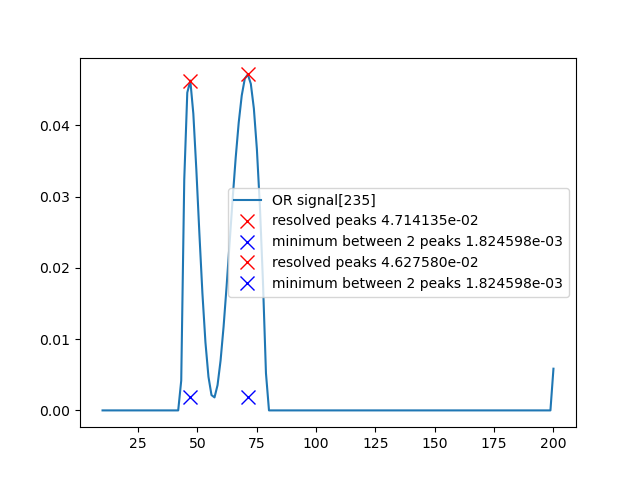 0.04
0.03
0.02
0.01
0.00
OR signal[235]
resolved peaks 4.714135e-02
minimum between 2 peaks 1.824598e-03
resolved peaks 4.627580e-02
minimum between 2 peaks 1.824598e-03
25 50 75 100 125 150 175 200